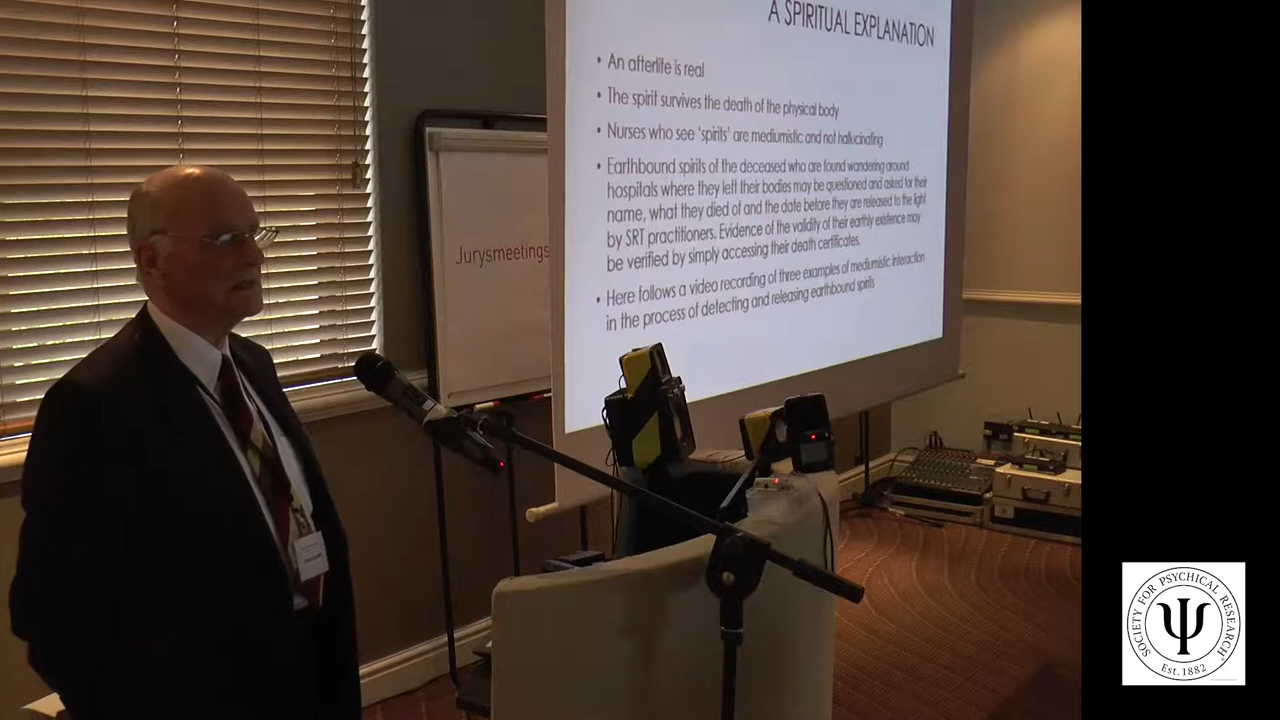 A SPIRITUAL EXPLANATION
• An afterlife is real
• The spirit survives the death of the physical body
• Nurses who see 'spirits' are mediumistic and not hallucinating
• Earthbound spirits of the deceased who are found wandering around
hospitals where they left their bodies may be questioned and asked for their
name, what they died of and the date before they are released to the light
by SRT practitioners. Evidence of the validity of their earthly existence may
be verified by simply accessing their death certificates.
• Here follows a video recording of three examples of mediumistic interaction
in the process of detecting and releasing earthbound spirits
Jurysmeetings
SOCIETY FOR PSYCHICAL RESEARCH
Ψ
Est. 1882